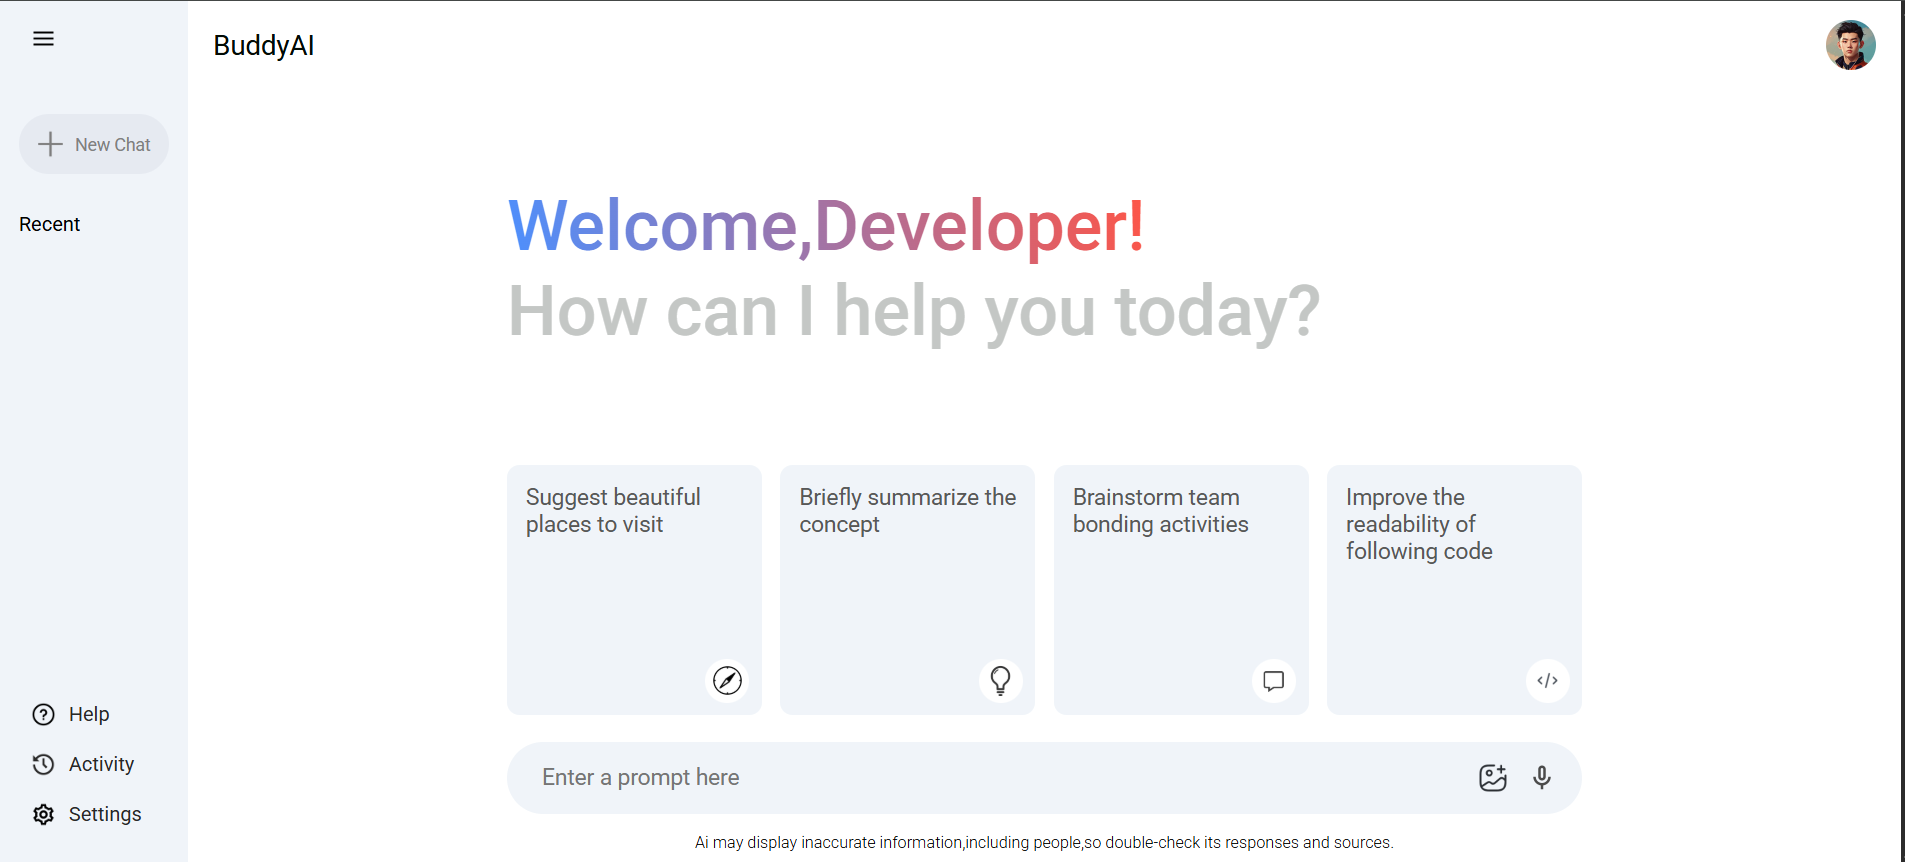 BuddyAI
New Chat
Recent
Welcome,Developer!
How can I help you today?
Suggest beautiful
places to visit
Briefly summarize the
concept
Brainstorm team
bonding activities
Improve the
readability of
following code
Help
Activity
Settings
Enter a prompt here
Ai may display inaccurate information,including people,so double-check its responses and sources.